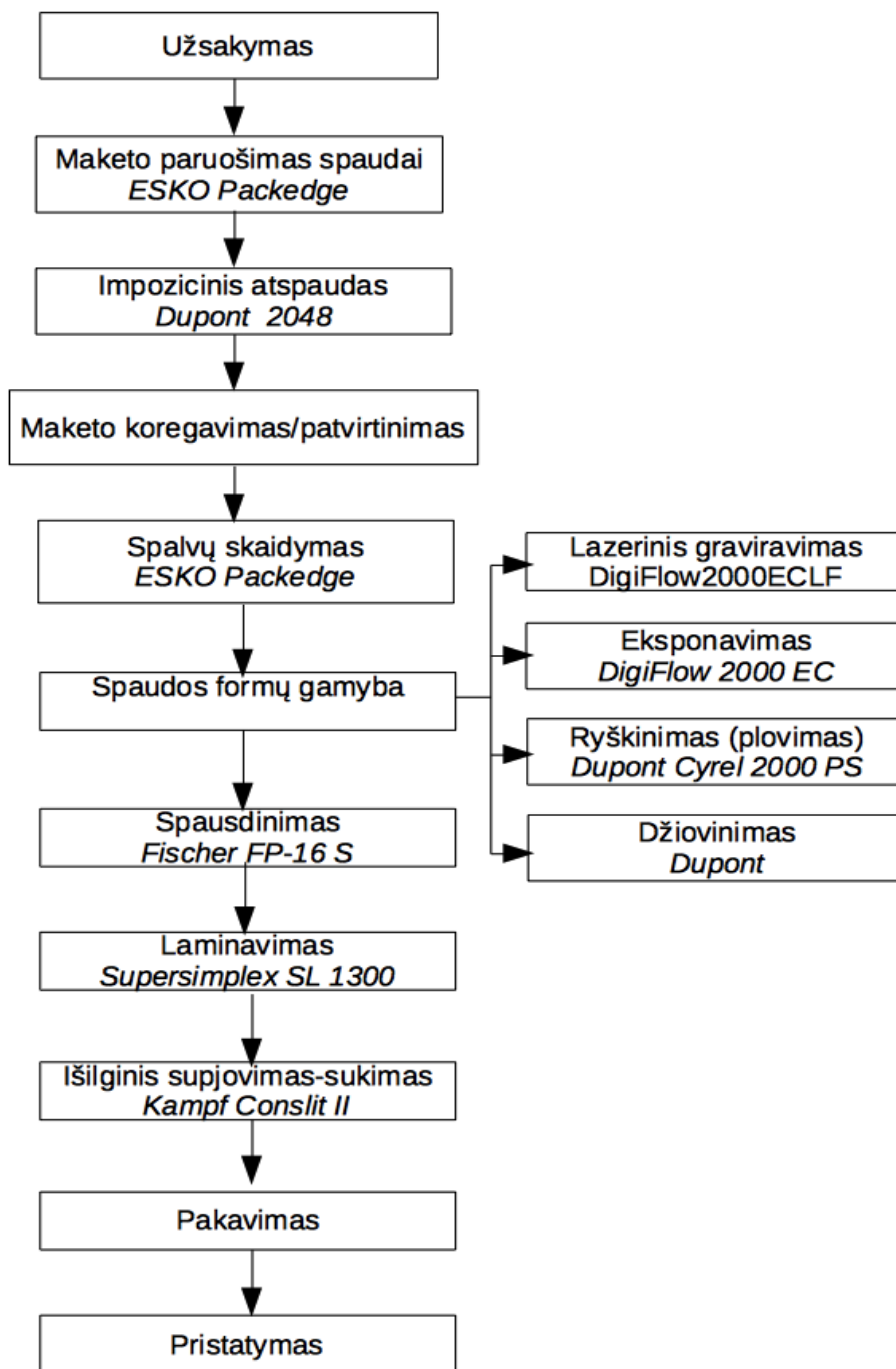 Užsakymas
Maketo paruošimas spaudai
ESKO Packedge
Impozicinis atspaudas
Dupont 2048
Maketo koregavimas/patvirtinimas
Spalvų skaidymas
ESKO Packedge
Spaudos formų gamyba
Lazerinis graviravimas
DigiFlow2000ECLF
Eksponavimas
DigiFlow 2000 EC
Ryškinimas (plovimas)
Dupont Cyrel 2000 PS
Džiovinimas
Dupont
Spausdinimas
Fischer FP-16 S
Laminavimas
Supersimplex SL 1300
Išilginis supjovimas-sukimas
Kampf Conslit II
Pakavimas
Pristatymas